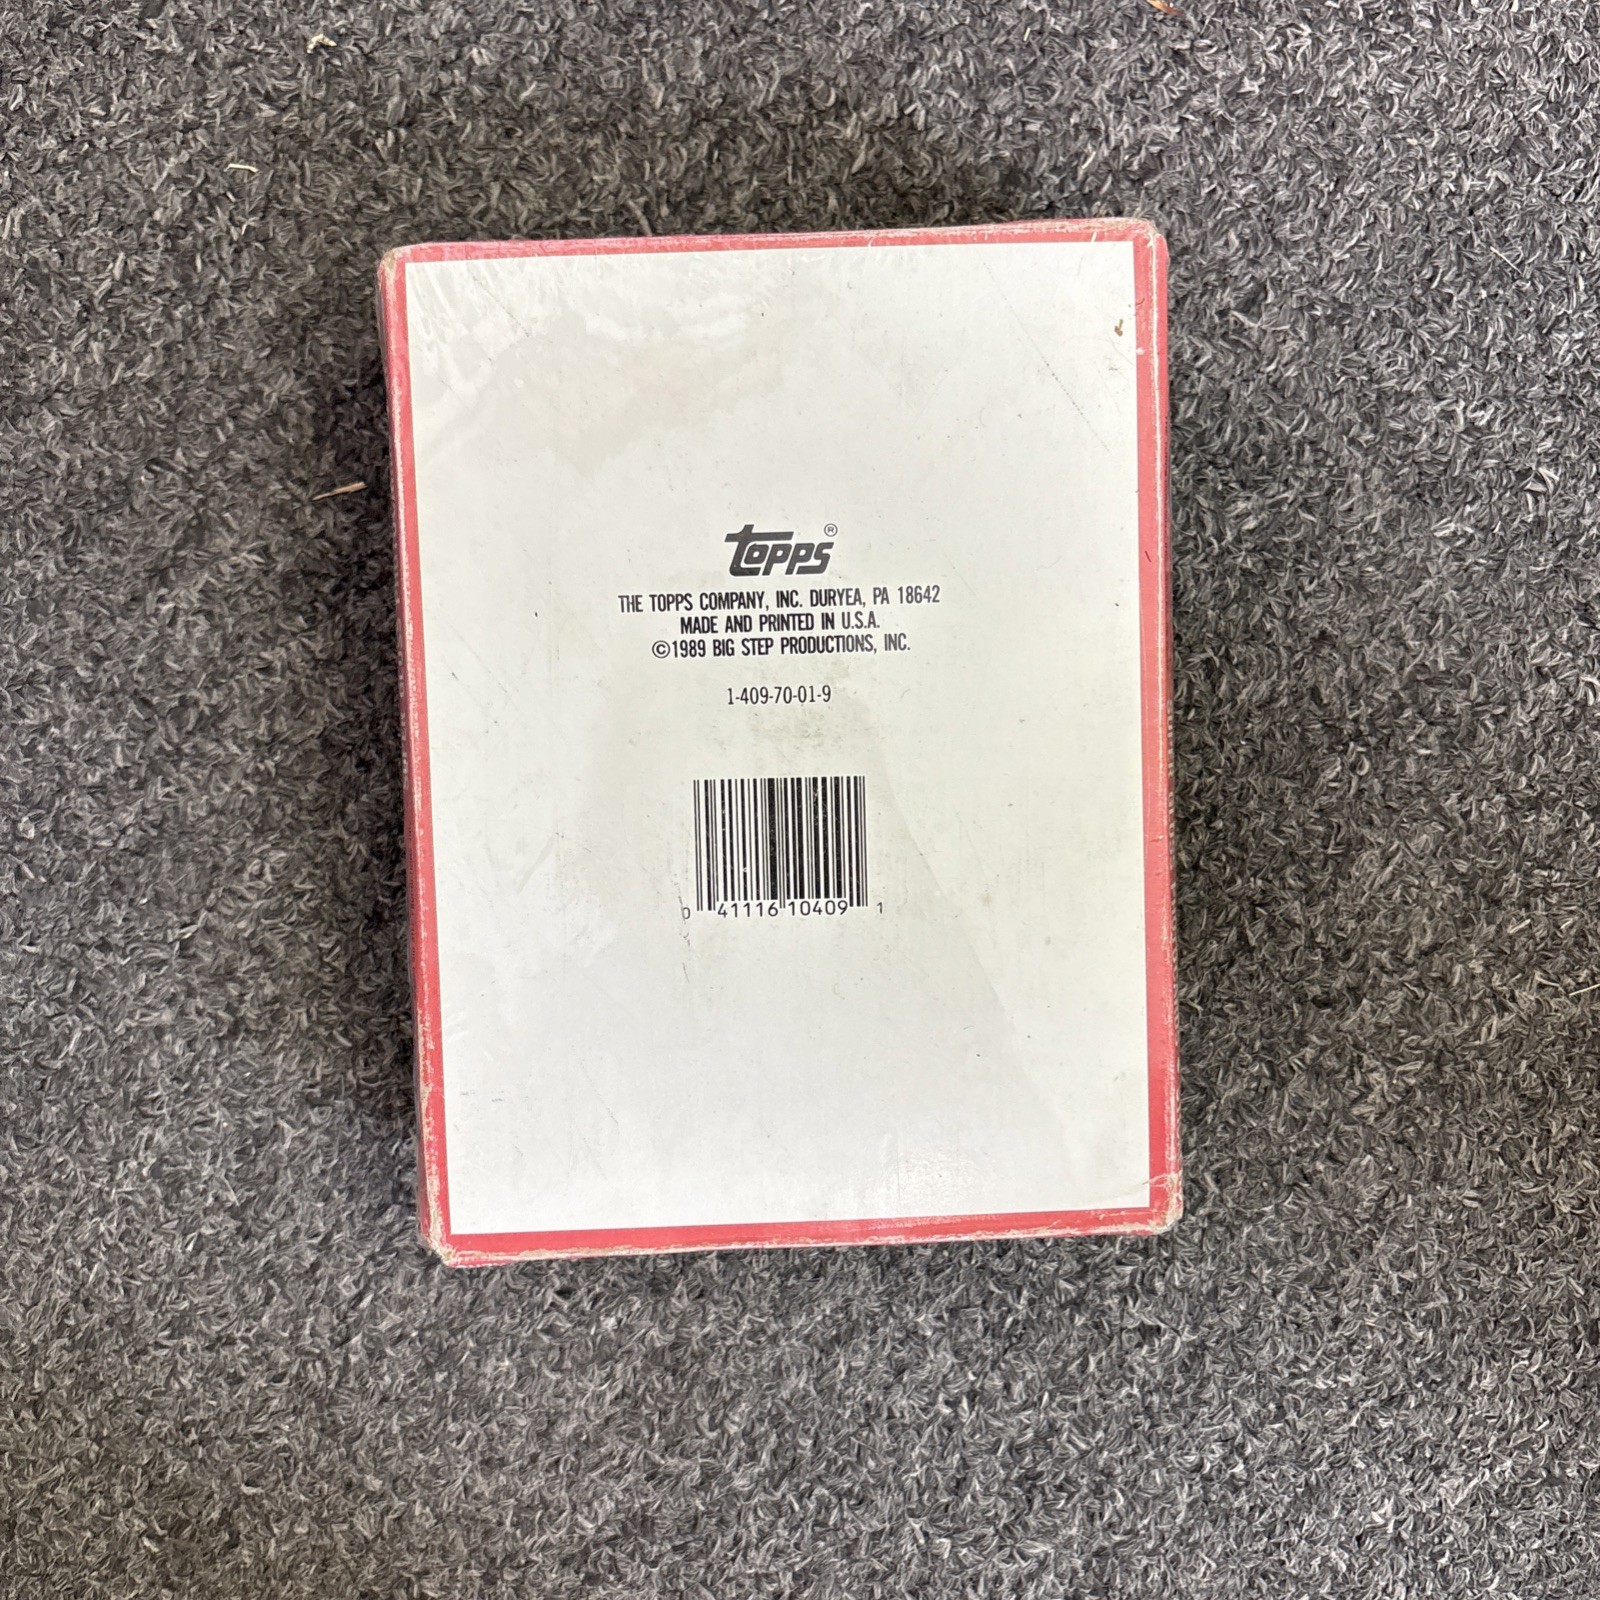 topps®
THE TOPPS COMPANY, INC. DURYEA, PA 18642
MADE AND PRINTED IN U.S.A.
©1989 BIG STEP PRODUCTIONS, INC.
1-409-70-01-9
0 41116 10409 1